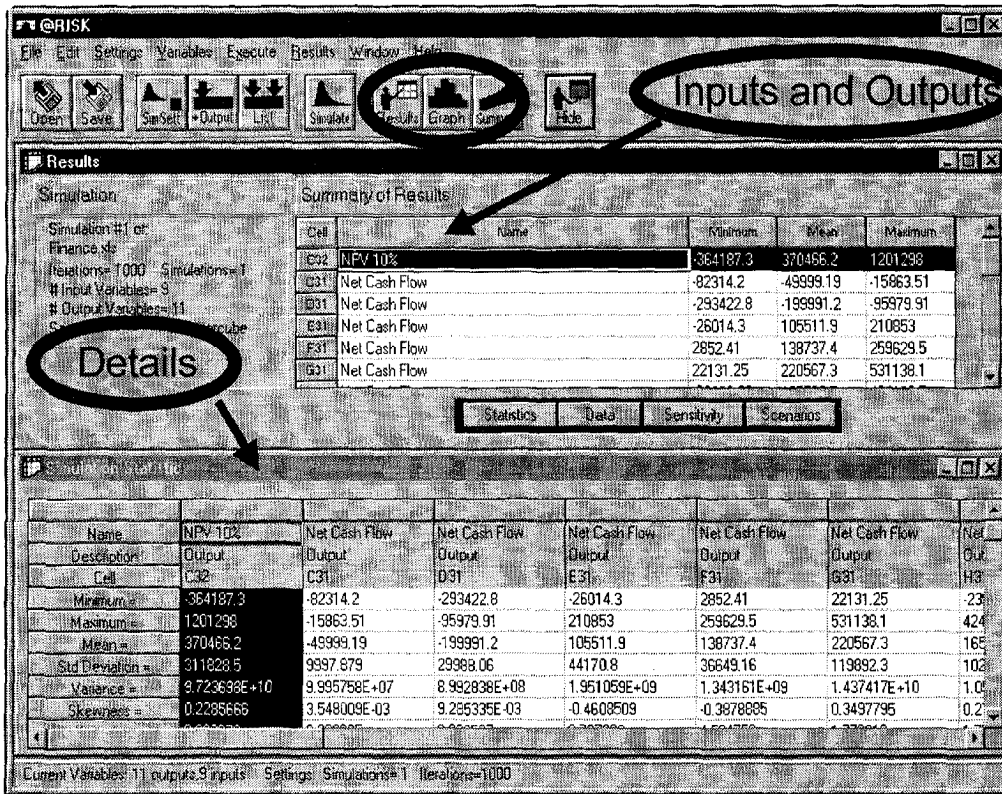 @RISK
File Edit Settings Variables Execute Results Window Help
Open Save SimSett +Output List Simulate Results Graph Hide
Inputs and Outputs
Results
Simulation
Summary of Results
Simulation #1 of
Finance.xls
Iterations= 1000 Simulations= 1
# Input Variables= 9
# Output Variables= 11
Details
Cell Name Minimum Mean Maximum
C32 NPV 10% -364187.3 370466.2 1201298
C31 Net Cash Flow -82314.2 -49999.19 -15863.51
D31 Net Cash Flow -293422.8 -199991.2 -95979.91
E31 Net Cash Flow -26014.3 105511.9 210853
F31 Net Cash Flow 2852.41 138737.4 259629.5
G31 Net Cash Flow 22131.25 220567.3 531138.1
Statistics Data Sensitivity Scenarios
Simulation Statistic
Name NPV 10% Net Cash Flow Net Cash Flow Net Cash Flow Net Cash Flow Net Cash Flow Net
Description Output Output Output Output Output Output Out
Cell C32 C31 D31 E31 F31 G31 H3
Minimum = -364187.3 -82314.2 -293422.8 -26014.3 2852.41 22131.25 -23
Maximum = 1201298 -15863.51 -95979.91 210853 259629.5 531138.1 424
Mean = 370466.2 -49999.19 -199991.2 105511.9 138737.4 220567.3 165
Std Deviation = 311828.5 9997.879 29988.06 44170.8 36649.16 119892.3 102
Variance = 9.723698E+10 9.995758E+07 8.992838E+08 1.951059E+09 1.343161E+09 1.437417E+10 1.0
Skewness = 0.2285666 3.548009E-03 9.285335E-03 -0.4608509 -0.3878885 0.3497795 0.2
Current Variables: 11 outputs,9 inputs Settings: Simulations= 1 Iterations=1000